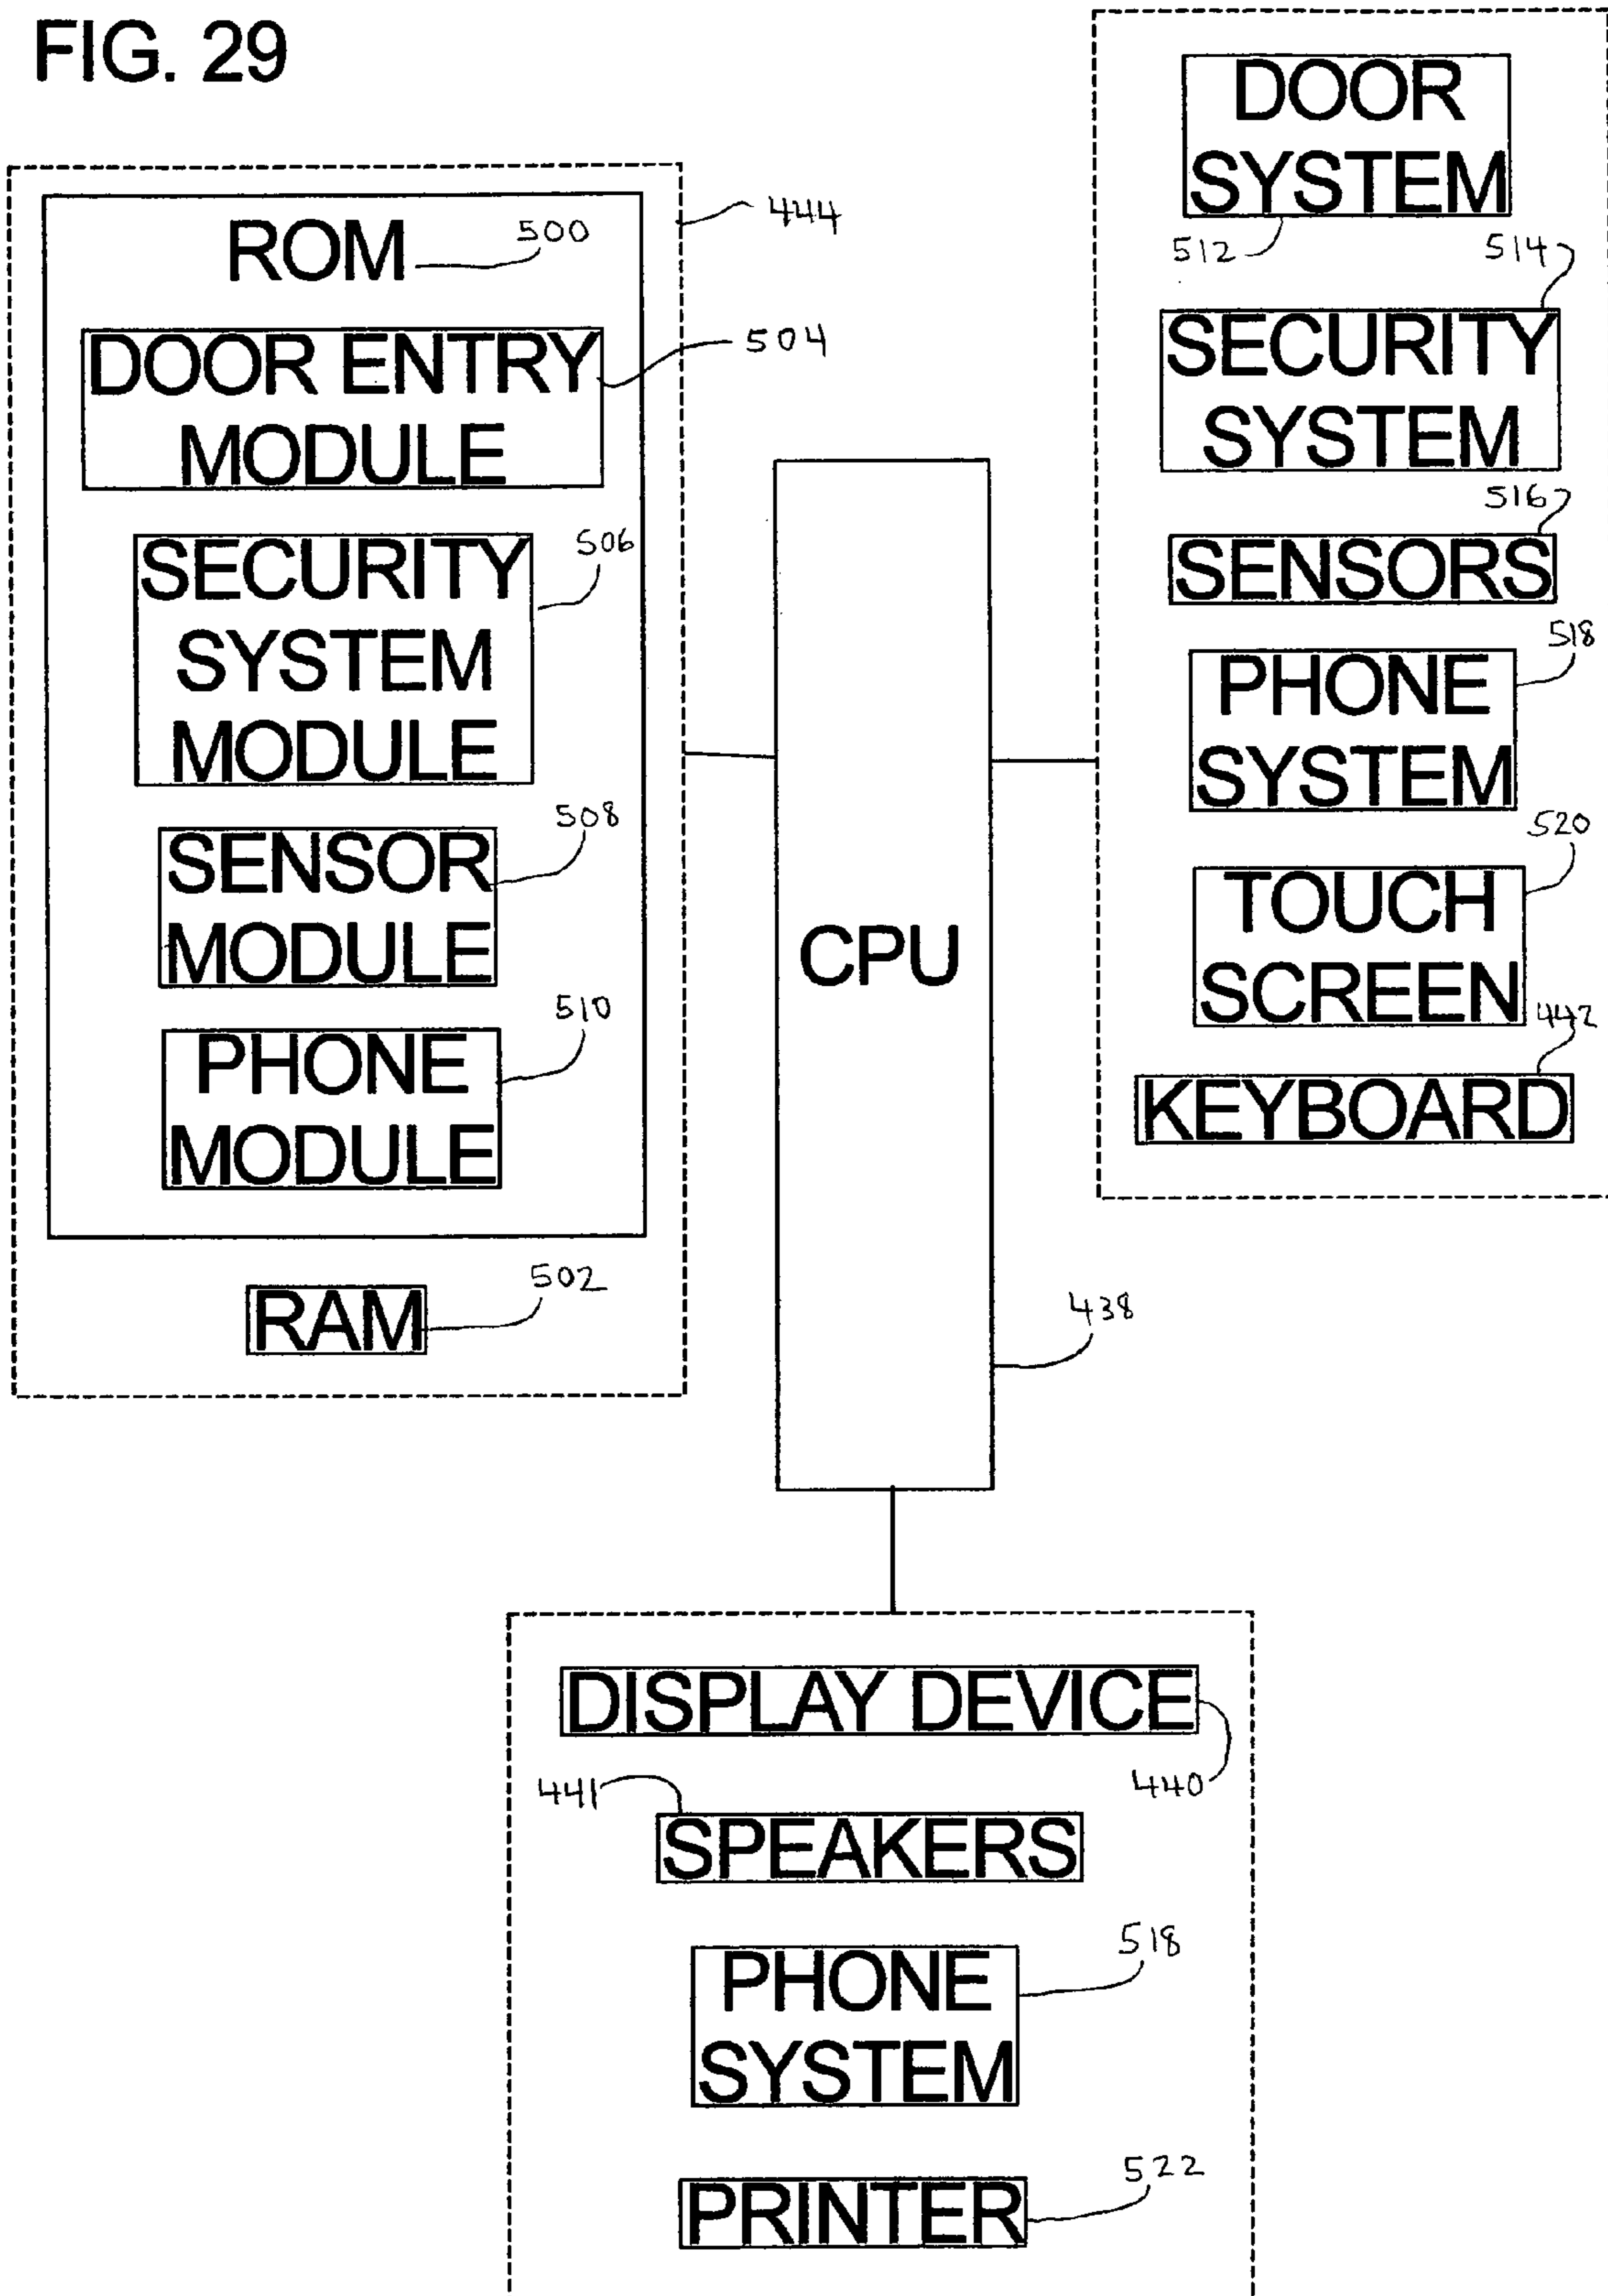 FIG. 29
444
ROM
500
DOOR ENTRY
MODULE
504
SECURITY
SYSTEM
MODULE
506
SENSOR
MODULE
508
PHONE
MODULE
510
RAM
502
CPU
438
DOOR
SYSTEM
512
514
SECURITY
SYSTEM
516
SENSORS
518
PHONE
SYSTEM
520
TOUCH
SCREEN
442
KEYBOARD
DISPLAY DEVICE
440
441
SPEAKERS
PHONE
SYSTEM
518
PRINTER
522